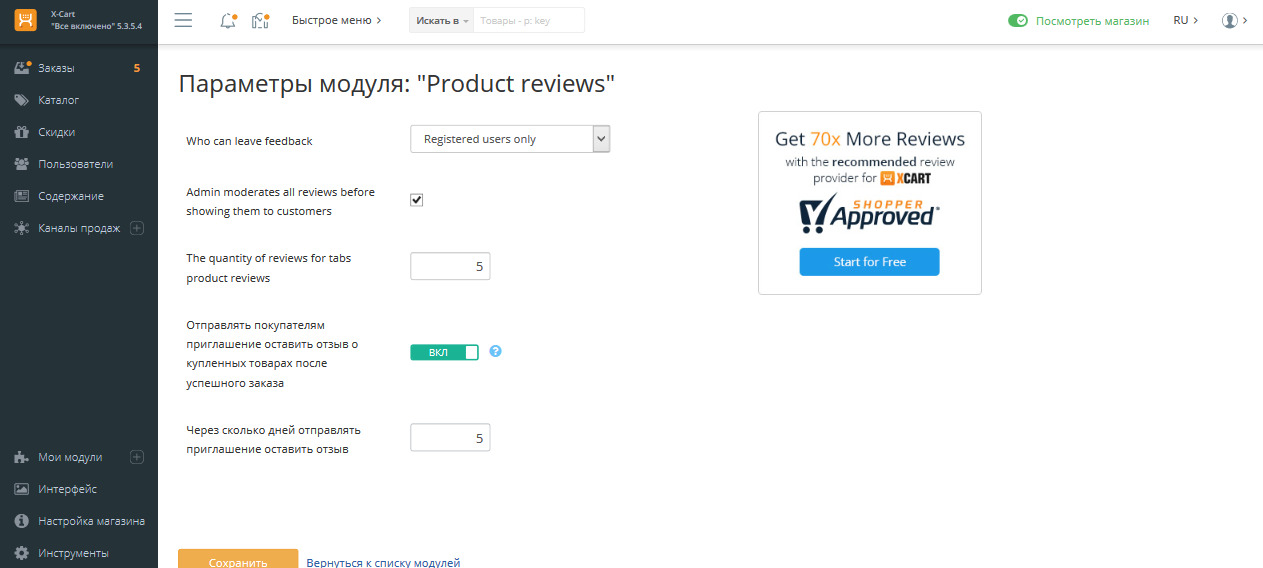 X-Cart
"Все включено" 5.3.5.4
Быстрое меню
Искать в
Товары - p: key
Посмотреть магазин
RU
Заказы 5
Каталог
Скидки
Пользователи
Содержание
Каналы продаж
Мои модули
Интерфейс
Настройка магазина
Инструменты
Параметры модуля: "Product reviews"
Who can leave feedback
Registered users only
Admin moderates all reviews before
showing them to customers
The quantity of reviews for tabs
product reviews
5
Отправлять покупателям
приглашение оставить отзыв о
купленных товарах после
успешного заказа
ВКЛ
?
Через сколько дней отправлять
приглашение оставить отзыв
5
Сохранить
Вернуться к списку модулей
Get 70x More Reviews
with the recommended review
provider for XCART
SHOPPER
Approved
Start for Free